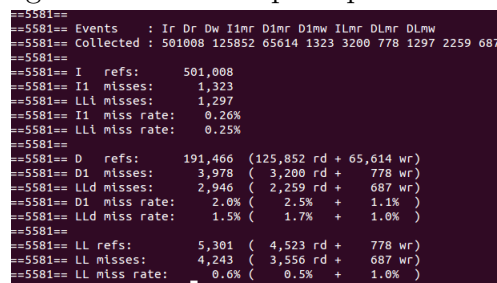 ==5581==
==5581== Events    : Ir Dr Dw I1mr D1mr D1mw ILmr DLmr DLmw
==5581== Collected : 501008 125852 65614 1323 3200 778 1297 2259 687
==5581==
==5581== I   refs:      501,008
==5581== I1  misses:      1,323
==5581== LLi misses:      1,297
==5581== I1  miss rate:    0.26%
==5581== LLi miss rate:    0.25%
==5581==
==5581== D   refs:      191,466  (125,852 rd + 65,614 wr)
==5581== D1  misses:      3,978  (  3,200 rd +    778 wr)
==5581== LLd misses:      2,946  (  2,259 rd +    687 wr)
==5581== D1  miss rate:     2.0% (    2.5%   +    1.1%  )
==5581== LLd miss rate:     1.5% (    1.7%   +    1.0%  )
==5581==
==5581== LL refs:         5,301  (  4,523 rd +    778 wr)
==5581== LL misses:       4,243  (  3,556 rd +    687 wr)
==5581== LL miss rate:      0.6% (    0.5%   +    1.0%  )